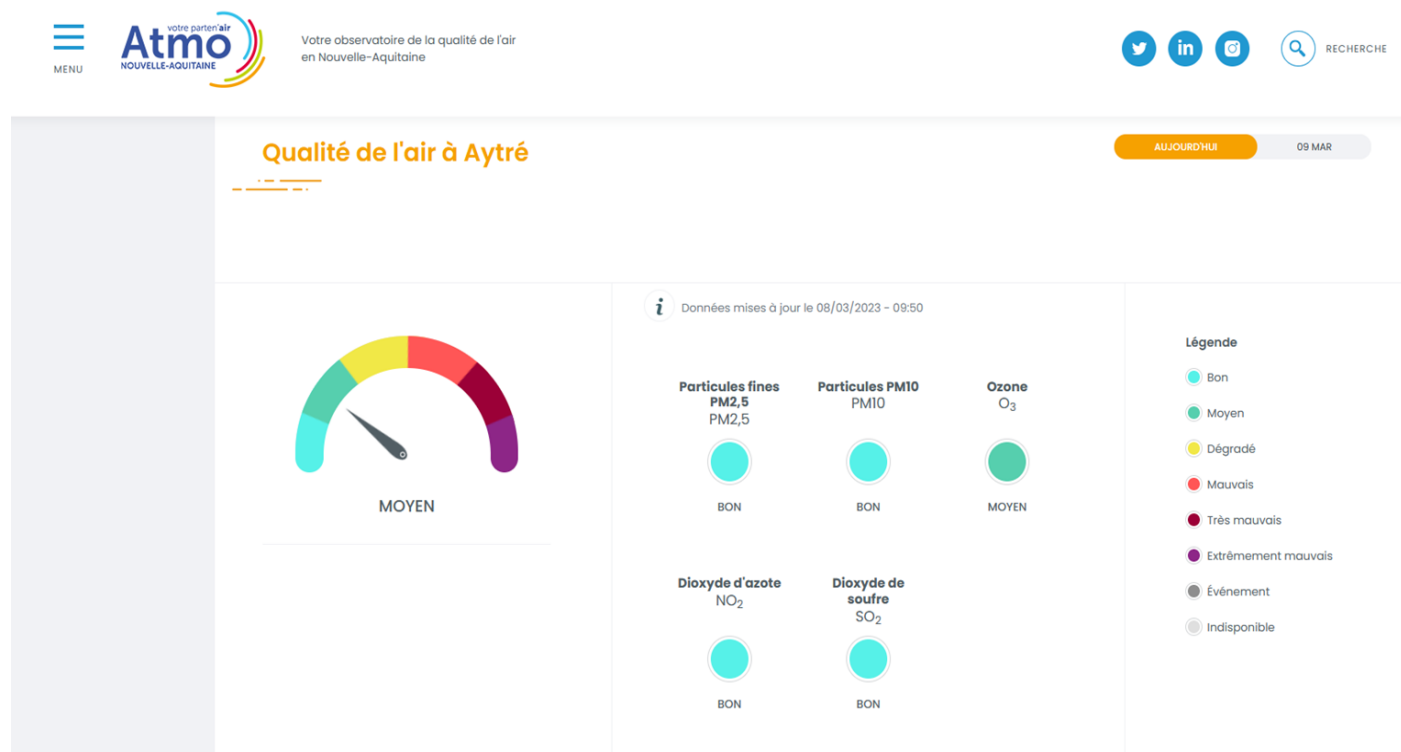 MENU
votre parten'air
Atmo
NOUVELLE-AQUITAINE
Votre observatoire de la qualité de l'air
en Nouvelle-Aquitaine
in
RECHERCHE
Qualité de l'air à Aytré
AUJOURD'HUI
09 MAR
i
Données mises à jour le 08/03/2023 - 09:50
MOYEN
Particules fines
PM2,5
PM2,5
BON
Particules PM10
PM10
BON
Ozone
O₃
MOYEN
Dioxyde d'azote
NO₂
BON
Dioxyde de
soufre
SO₂
BON
Légende
Bon
Moyen
Dégradé
Mauvais
Très mauvais
Extrêmement mauvais
Événement
Indisponible